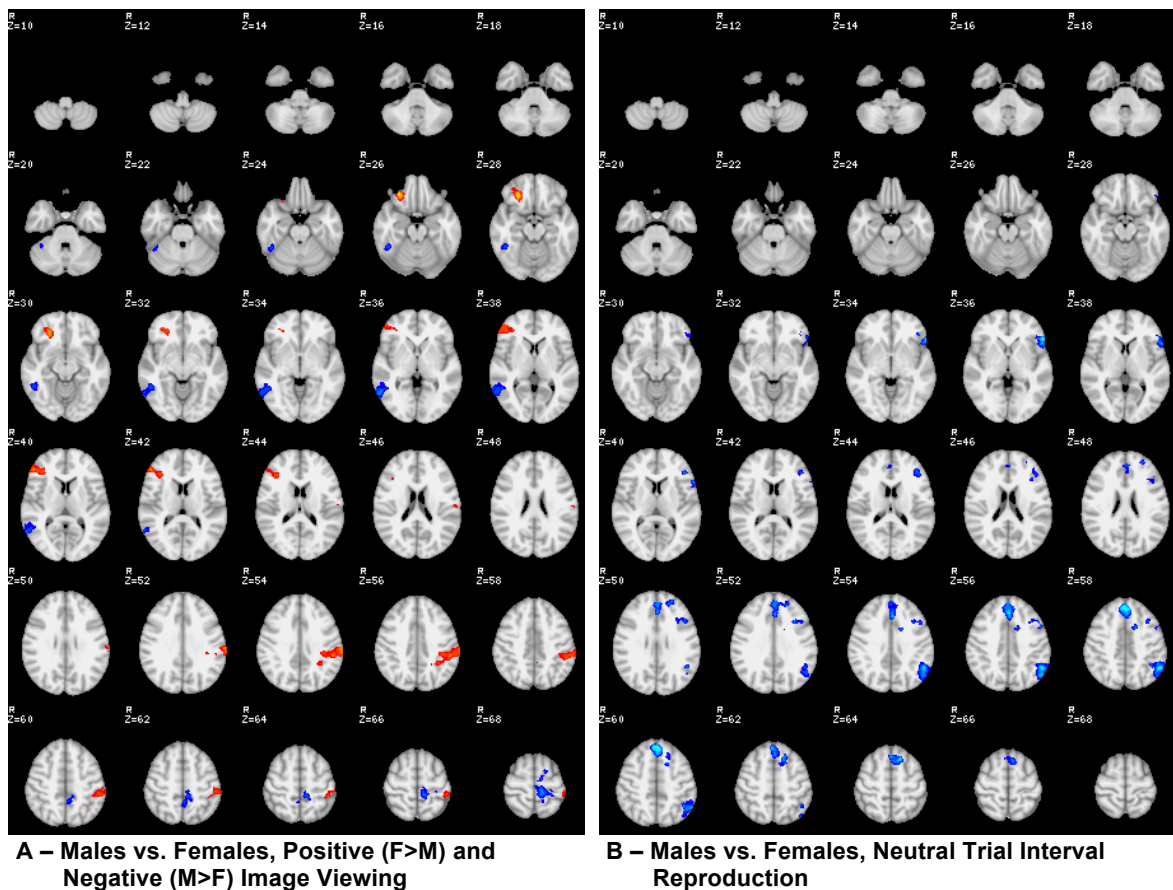 R R R R R
Z=10 Z=12 Z=14 Z=16 Z=18
R R R R R
Z=20 Z=22 Z=24 Z=26 Z=28
R R R R R
Z=30 Z=32 Z=34 Z=36 Z=38
R R R R R
Z=40 Z=42 Z=44 Z=46 Z=48
R R R R R
Z=50 Z=52 Z=54 Z=56 Z=58
R R R R R
Z=60 Z=62 Z=64 Z=66 Z=68
A – Males vs. Females, Positive (F>M) and
Negative (M>F) Image Viewing
R R R R R
Z=10 Z=12 Z=14 Z=16 Z=18
R R R R R
Z=20 Z=22 Z=24 Z=26 Z=28
R R R R R
Z=30 Z=32 Z=34 Z=36 Z=38
R R R R R
Z=40 Z=42 Z=44 Z=46 Z=48
R R R R R
Z=50 Z=52 Z=54 Z=56 Z=58
R R R R R
Z=60 Z=62 Z=64 Z=66 Z=68
B – Males vs. Females, Neutral Trial Interval
Reproduction